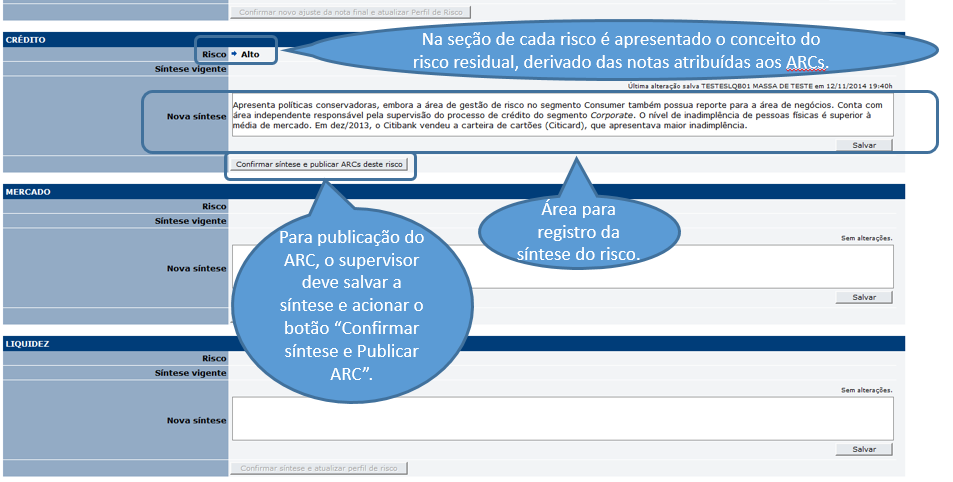 Confirmar novo ajuste da nota final e atualizar Perfil de Risco
CRÉDITO
Risco Alto
Na seção de cada risco é apresentado o conceito do
risco residual, derivado das notas atribuídas aos ARCs.
Síntese vigente
Última alteração salva TESTESLQB01 MASSA DE TESTE em 12/11/2014 19:40h
Nova síntese
Apresenta políticas conservadoras, embora a área de gestão de risco no segmento Consumer também possua reporte para a área de negócios. Conta com
área independente responsável pela supervisão do processo de crédito do segmento Corporate. O nível de inadimplência de pessoas físicas é superior à
média de mercado. Em dez/2013, o Citibank vendeu a carteira de cartões (Citicard), que apresentava maior inadimplência.
Salvar
Confirmar síntese e publicar ARCs deste risco
MERCADO
Risco
Síntese vigente
Sem alterações.
Nova síntese
Salvar
Para publicação do
ARC, o supervisor
deve salvar a
síntese e acionar o
botão “Confirmar
síntese e Publicar
ARC”.
Área para
registro da
síntese do risco.
LIQUIDEZ
Risco
Síntese vigente
Sem alterações.
Nova síntese
Salvar
Confirmar síntese e atualizar perfil de risco